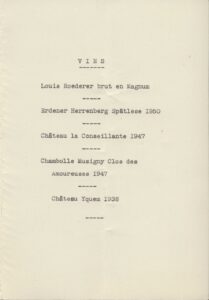 VINS
-------
Louis Roederer brut en Magnum
-----
Erdener Herrenberg Spätlese 1950
-----
Château la Conseillante 1947
-----
Chambolle Musigny Clos des
Amoureuses 1947
-----
Château Yquem 1938
-----